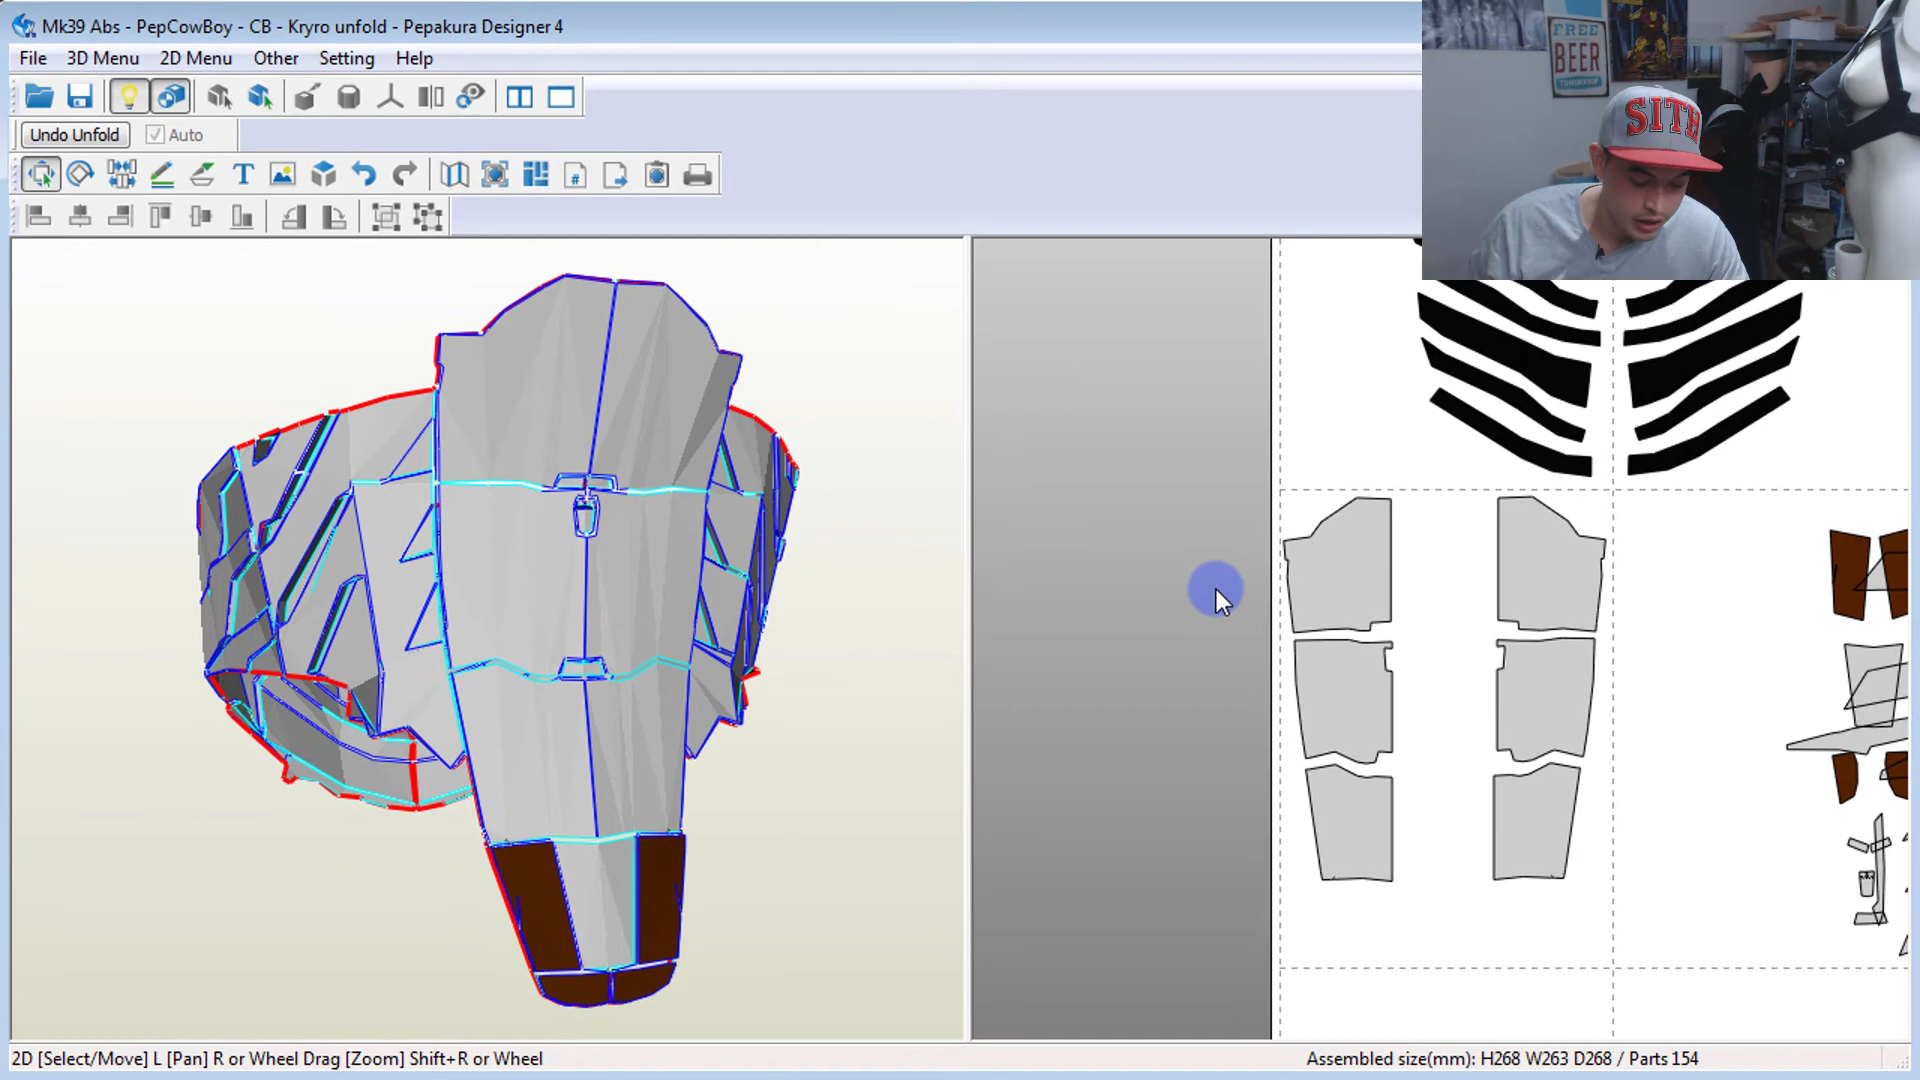 Mk39 Abs - PepCowBoy - CB - Kryro unfold - Pepakura Designer 4
File 3D Menu 2D Menu Other Setting Help
Undo Unfold Auto
T
#
FREE
BEER
TOMORROW
SITH
2D [Select/Move] L [Pan] R or Wheel Drag [Zoom] Shift+R or Wheel
Assembled size(mm): H268 W263 D268 / Parts 154